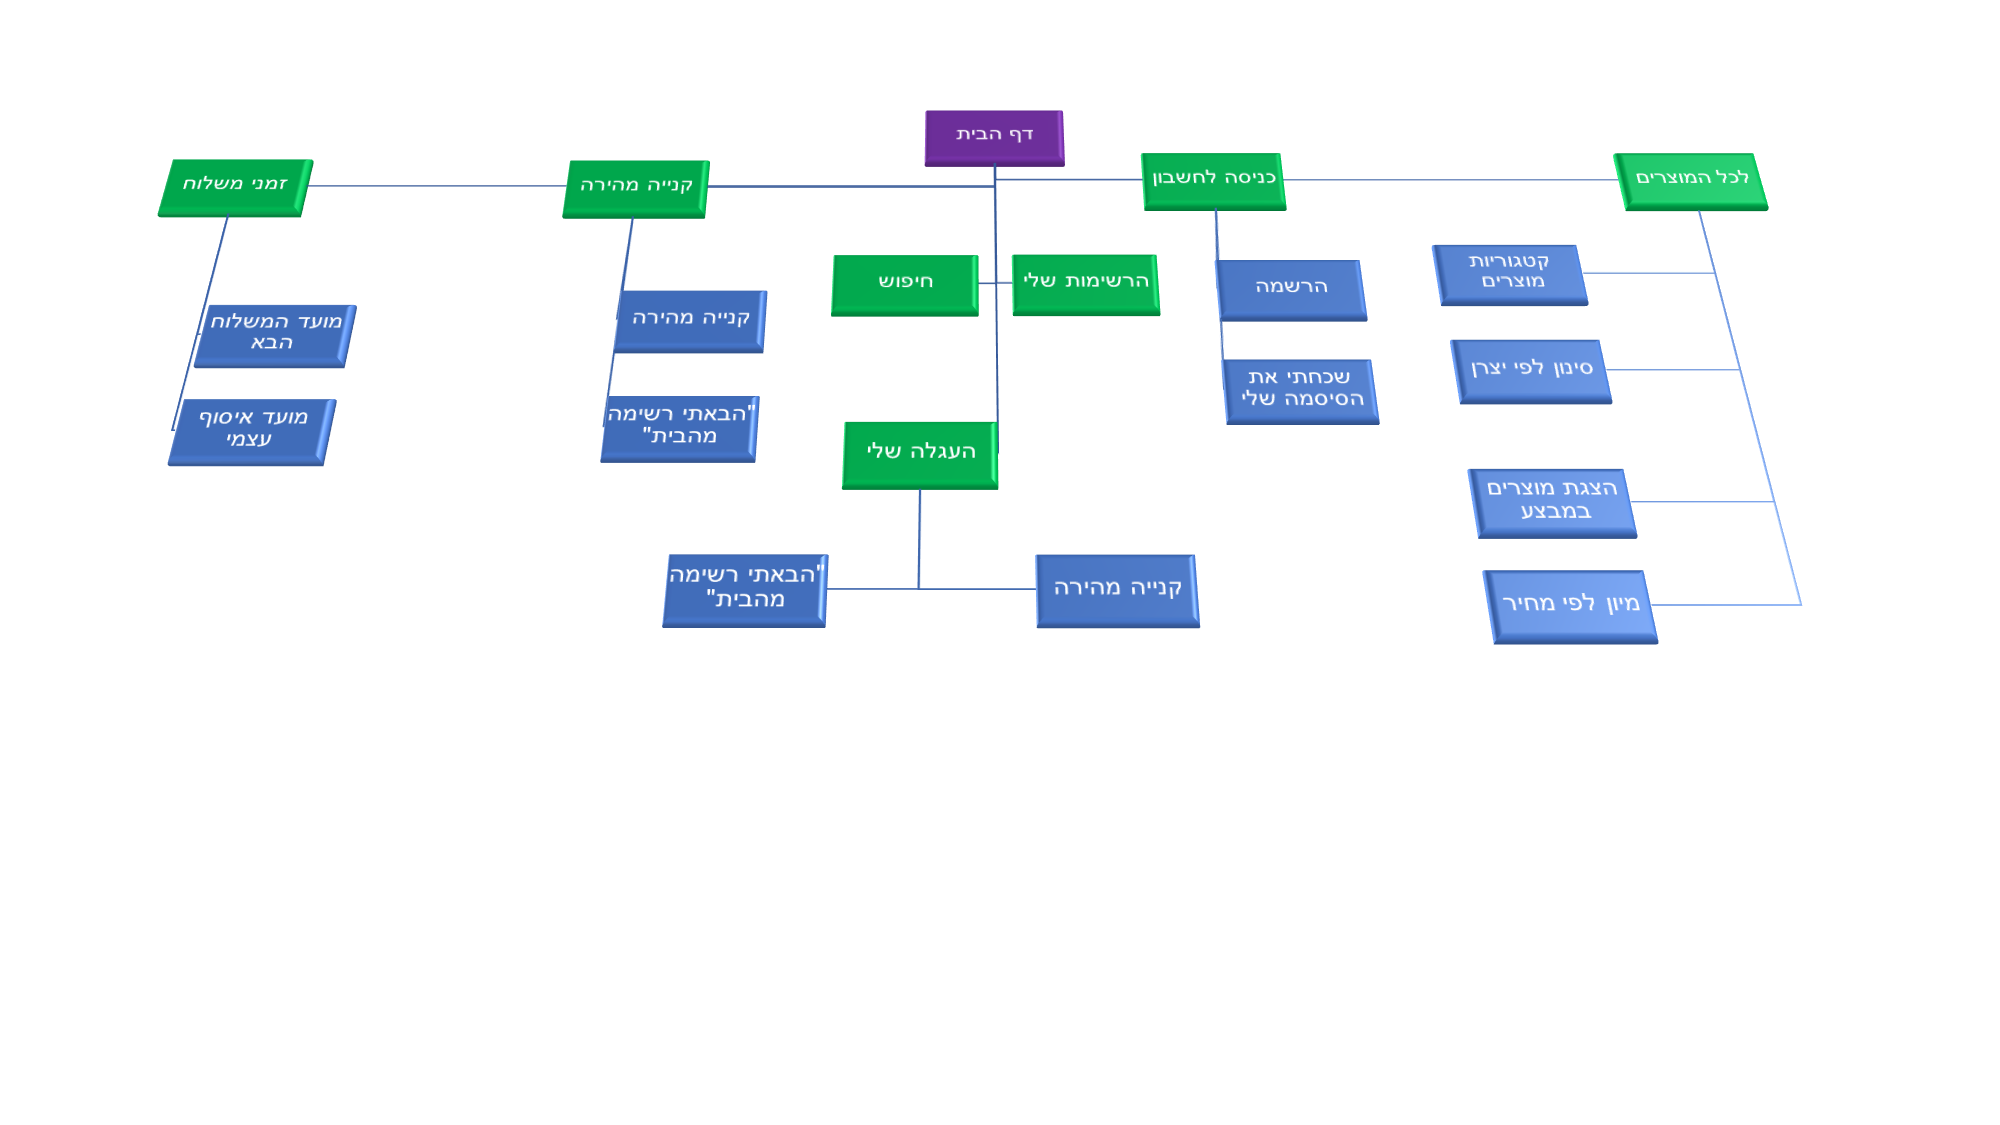 דף הבית
לכל המוצרים
כניסה לחשבון
קנייה מהירה
זמני משלוח
קטגוריות
מוצרים
סינון לפי יצרן
הצגת מוצרים
במבצע
מיון לפי מחיר
הרשמה
שכחתי את
הסיסמה שלי
הרשימות שלי
חיפוש
העגלה שלי
קנייה מהירה
"הבאתי רשימה
מהבית"
קנייה מהירה
"הבאתי רשימה
מהבית"
מועד המשלוח
הבא
מועד איסוף
עצמי